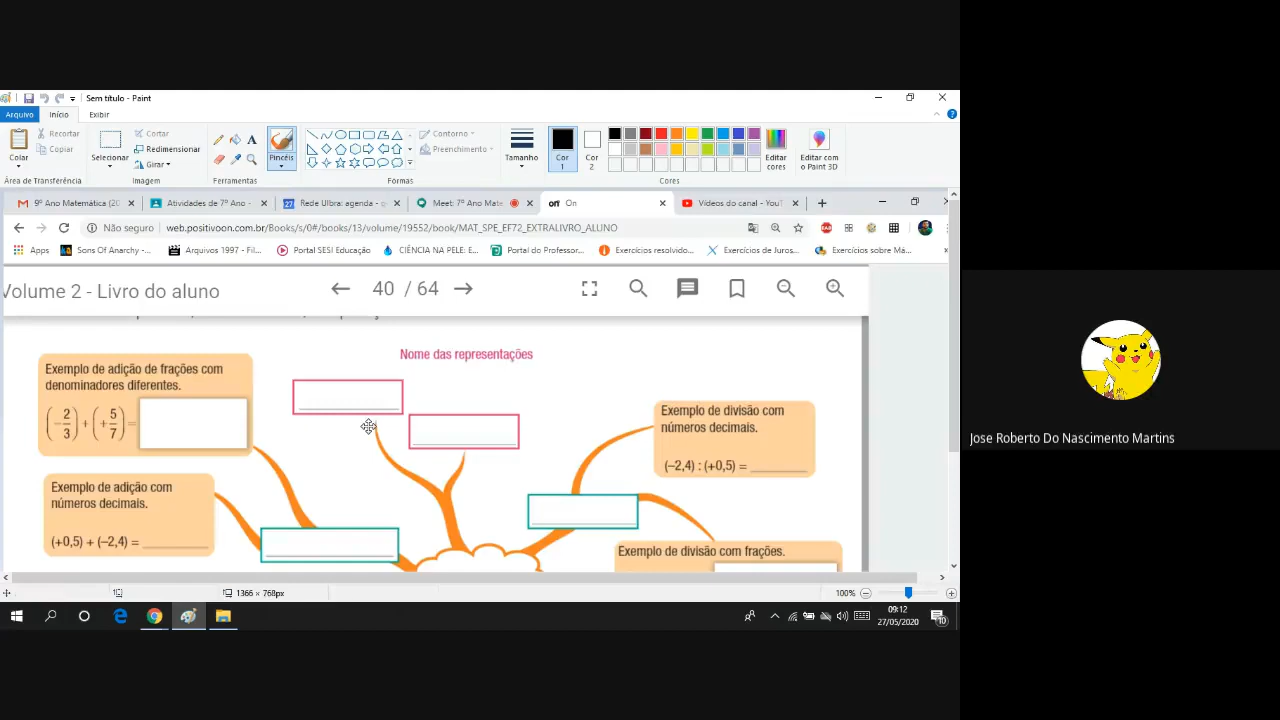 Sem título - Paint
Arquivo Início Exibir
Colar
Recortar
Copiar
Selecionar
Cortar
Redimensionar
Girar
A
Pincéis
Contorno
Preenchimento
Tamanho
Cor 1
Cor 2
Editar cores
Editar com o Paint 3D
Área de Transferência Imagem Ferramentas Formas Cores
9º Ano Matemática (20 Atividades de 7º Ano - Rede Ulbra: agenda - Meet: 7º Ano Mate On Vídeos do canal - YouT
Não seguro web.positivoon.com.br/Books/s/0#/books/13/volume/19552/book/MAT_SPE_EF72_EXTRALIVRO_ALUNO
Apps Sons Of Anarchy -... Arquivos 1997 - Fil... Portal SESI Educação CIÊNCIA NA PELE: E... Portal do Professor... Exercícios resolvido... Exercícios de Juros... Exercícios sobre Má...
Volume 2 - Livro do aluno 40 / 64
Nome das representações
Exemplo de adição de frações com
denominadores diferentes.
(-2/3) + (+5/7) =
Exemplo de adição com
números decimais.
(+0,5) + (–2,4) = ________
Exemplo de divisão com
números decimais.
(–2,4) : (+0,5) = ________
Exemplo de divisão com frações.
1366 × 768px 100%
09:12
27/05/2020
10
Jose Roberto Do Nascimento Martins